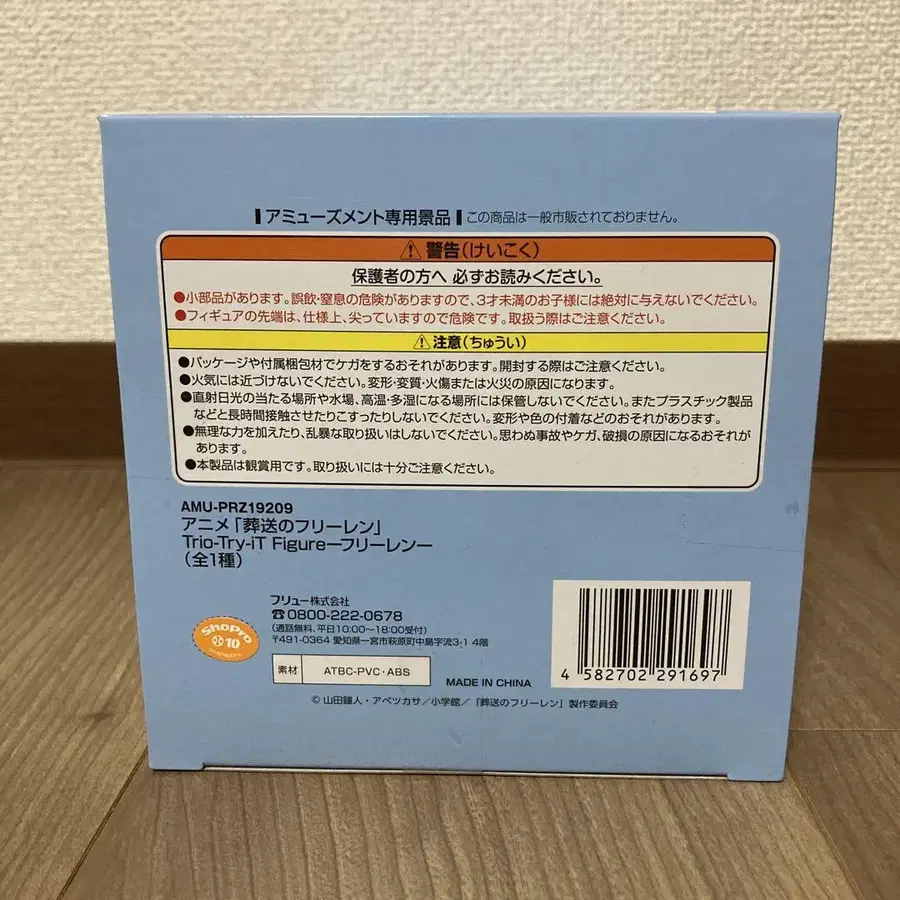 アミューズメント専用景品 この商品は一般市販されておりません。
警告(けいこく)
保護者の方へ 必ずお読みください。
●小部品があります。誤飲・窒息の危険がありますので、3才未満のお子様には絶対に与えないでください。
●フィギュアの先端は、仕様上、尖っていますので危険です。取扱う際はご注意ください。
注意(ちゅうい)
●パッケージや付属梱包材でケガをするおそれがあります。開封する際はご注意ください。
●火気には近づけないでください。変形・変質・火傷または火災の原因になります。
●直射日光の当たる場所や水場、高温・多湿になる場所には保管しないでください。またプラスチック製品
などと長時間接触させたりこすったりしないでください。変形や色の付着などのおそれがあります。
●無理な力を加えたり、乱暴な取り扱いはしないでください。思わぬ事故やケガ、破損の原因になるおそれが
あります。
●本製品は観賞用です。取り扱いには十分ご注意ください。
AMU-PRZ19209
アニメ「葬送のフリーレン」
Trio-Try-iT Figureーフリーレンー
(全1種)
フリュー株式会社
☎0800-222-0678
(通話無料、平日10:00~18:00受付)
〒491-0364 愛知県一宮市萩原町中島字流3-1 4階
ShoPro
10
素材 ATBC-PVC・ABS
MADE IN CHINA
4 582702 291697
© 山田鐘人・アベツカサ/小学館/「葬送のフリーレン」製作委員会